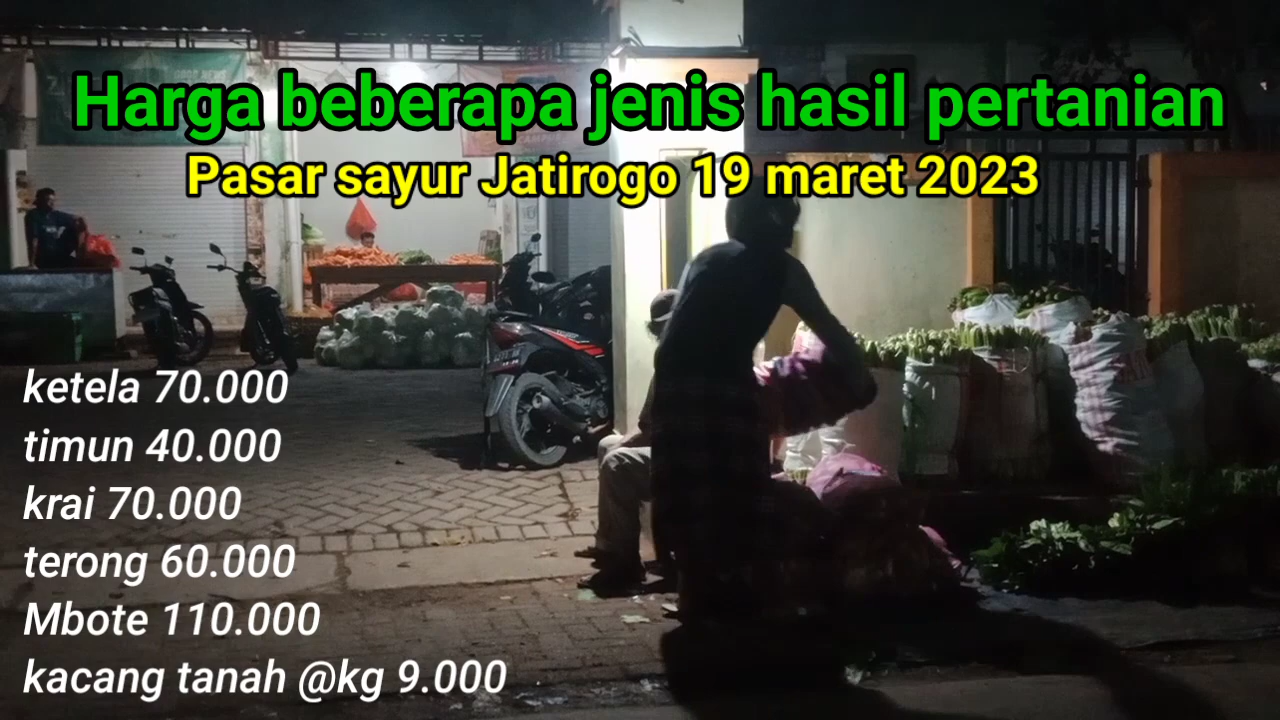 Harga beberapa jenis hasil pertanian
Pasar sayur Jatirogo 19 maret 2023
ketela 70.000
timun 40.000
krai 70.000
terong 60.000
Mbote 110.000
kacang tanah @kg 9.000